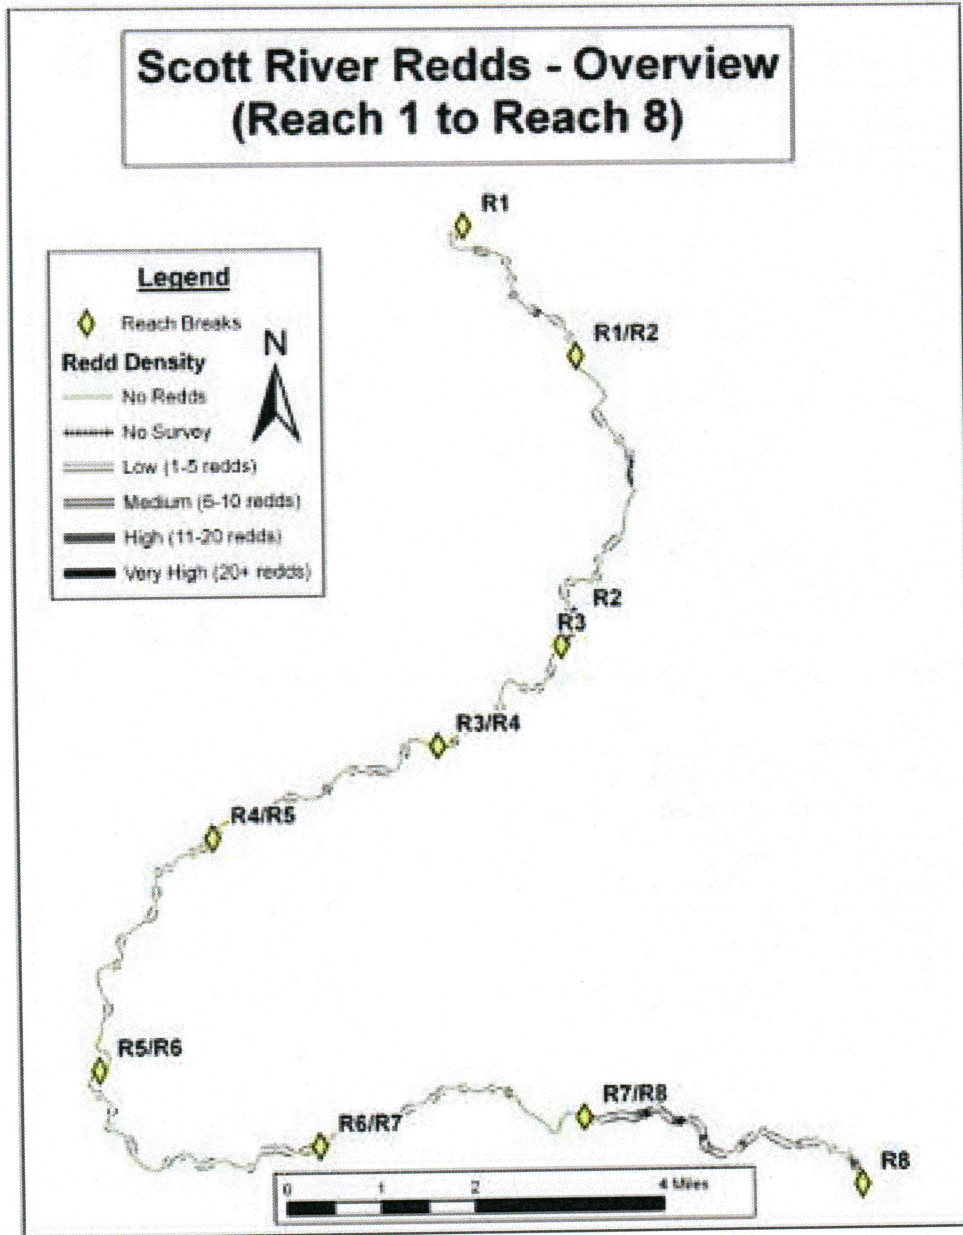 Scott River Redds - Overview
(Reach 1 to Reach 8)
R1
Legend
Reach Breaks
N
Redd Density
No Redds
No Survey
Low (1-5 redds)
Medium (6-10 redds)
High (11-20 redds)
Very High (20+ redds)
R1/R2
R2
R3
R3/R4
R4/R5
R5/R6
R6/R7
R7/R8
R8
0 1 2 4 Miles